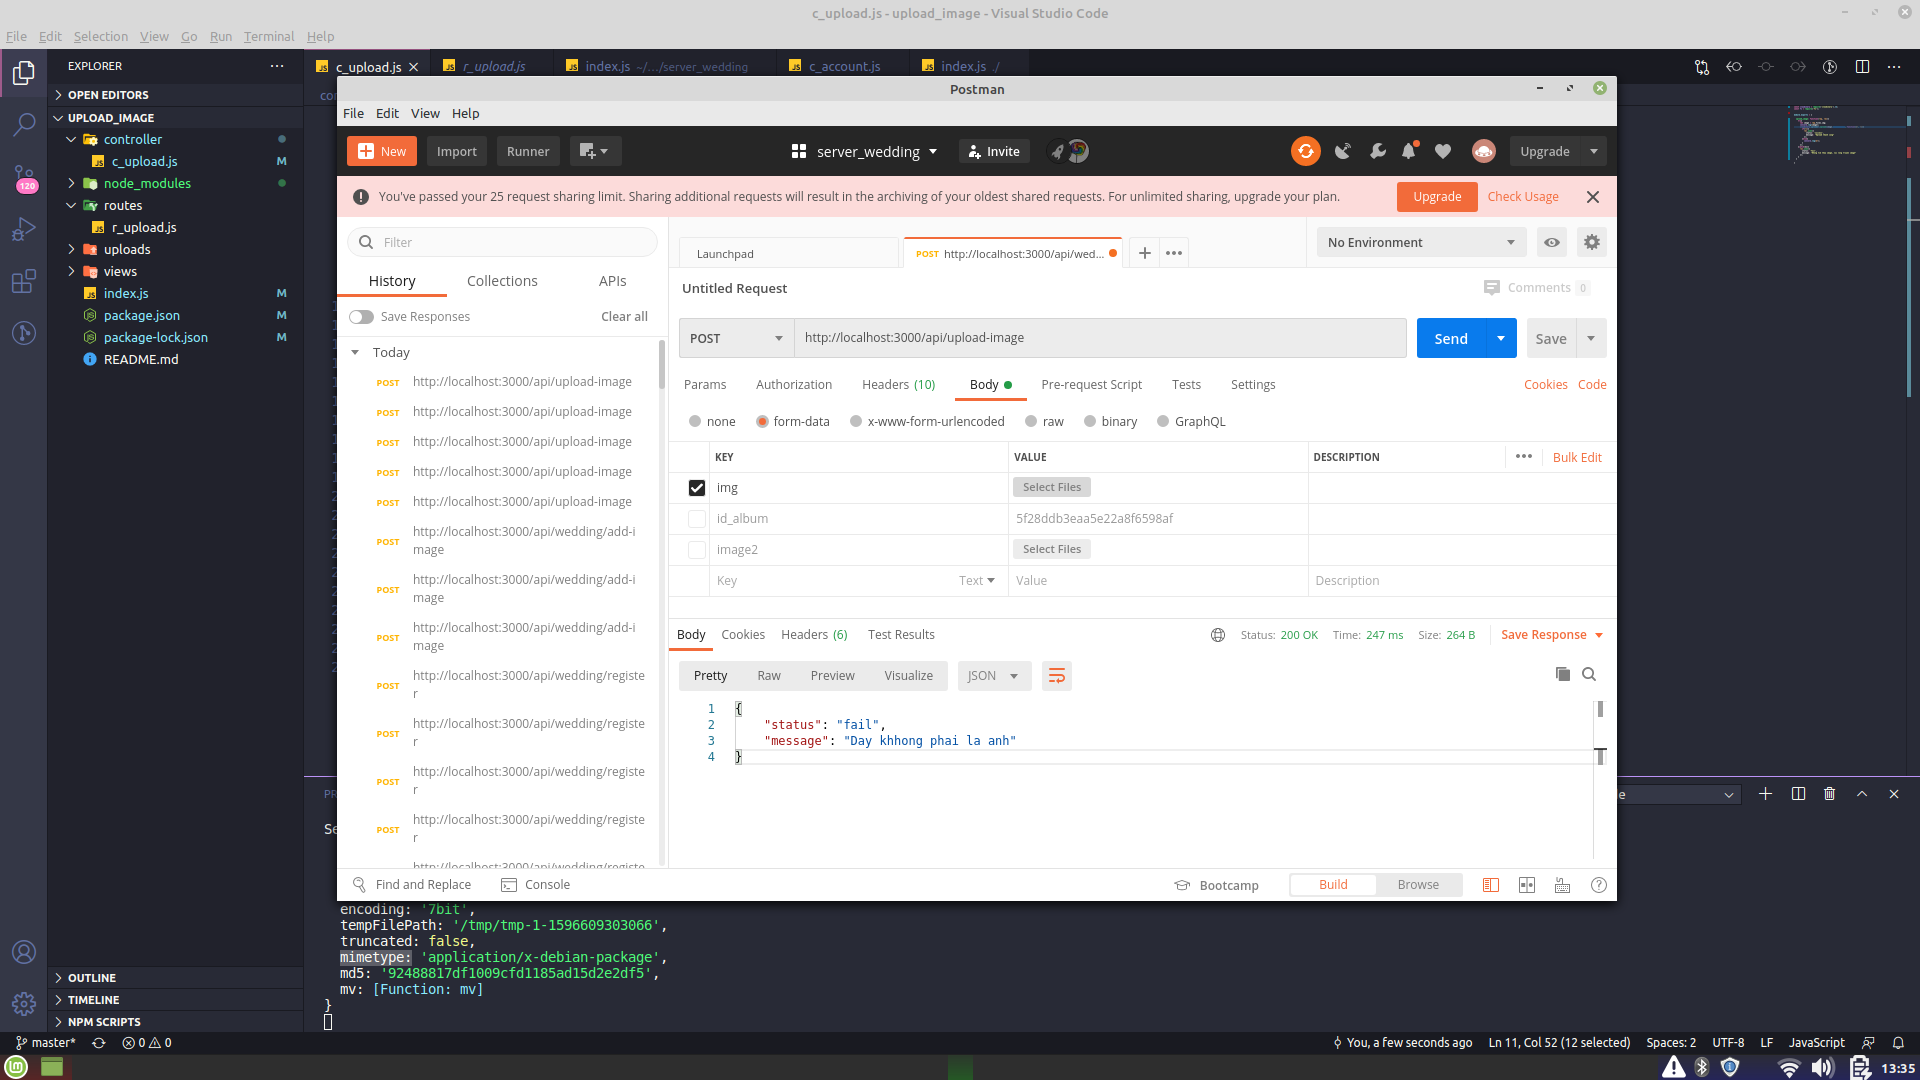 c_upload.js - upload_image - Visual Studio Code
File Edit Selection View Go Run Terminal Help
EXPLORER
c_upload.js
r_upload.js
index.js ~/.../server_wedding
c_account.js
index.js ./
OPEN EDITORS
UPLOAD_IMAGE
controller
c_upload.js M
node_modules
routes
r_upload.js
uploads
views
index.js M
package.json M
package-lock.json M
README.md
120
Postman
File Edit View Help
New
Import
Runner
server_wedding
Invite
Upgrade
You've passed your 25 request sharing limit. Sharing additional requests will result in the archiving of your oldest shared requests. For unlimited sharing, upgrade your plan.
Upgrade
Check Usage
Filter
History Collections APIs
Save Responses
Clear all
Today
POST http://localhost:3000/api/upload-image
POST http://localhost:3000/api/upload-image
POST http://localhost:3000/api/upload-image
POST http://localhost:3000/api/upload-image
POST http://localhost:3000/api/upload-image
POST http://localhost:3000/api/wedding/add-i
mage
POST http://localhost:3000/api/wedding/add-i
mage
POST http://localhost:3000/api/wedding/add-i
mage
POST http://localhost:3000/api/wedding/registe
r
POST http://localhost:3000/api/wedding/registe
r
POST http://localhost:3000/api/wedding/registe
r
POST http://localhost:3000/api/wedding/registe
r
http://localhost:3000/api/wedding/registe
Launchpad
POST http://localhost:3000/api/wed...
No Environment
Untitled Request
Comments 0
POST
http://localhost:3000/api/upload-image
Send
Save
Params Authorization Headers (10) Body Pre-request Script Tests Settings
Cookies Code
none form-data x-www-form-urlencoded raw binary GraphQL
KEY VALUE DESCRIPTION
Bulk Edit
img Select Files
id_album 5f28ddb3eaa5e22a8f6598af
image2 Select Files
Key Text Value Description
Body Cookies Headers (6) Test Results
Status: 200 OK Time: 247 ms Size: 264 B
Save Response
Pretty Raw Preview Visualize JSON
1 {
2 "status": "fail",
3 "message": "Day khhong phai la anh"
4 }
Find and Replace
Console
Bootcamp
Build Browse
encoding: '7bit',
tempFilePath: '/tmp/tmp-1-1596609303066',
truncated: false,
mimetype: 'application/x-debian-package',
md5: '92488817df1009cfd1185ad15d2e2df5',
mv: [Function: mv]
}
OUTLINE
TIMELINE
NPM SCRIPTS
master*
0 0
You, a few seconds ago
Ln 11, Col 52 (12 selected)
Spaces: 2
UTF-8
LF
JavaScript
13:35